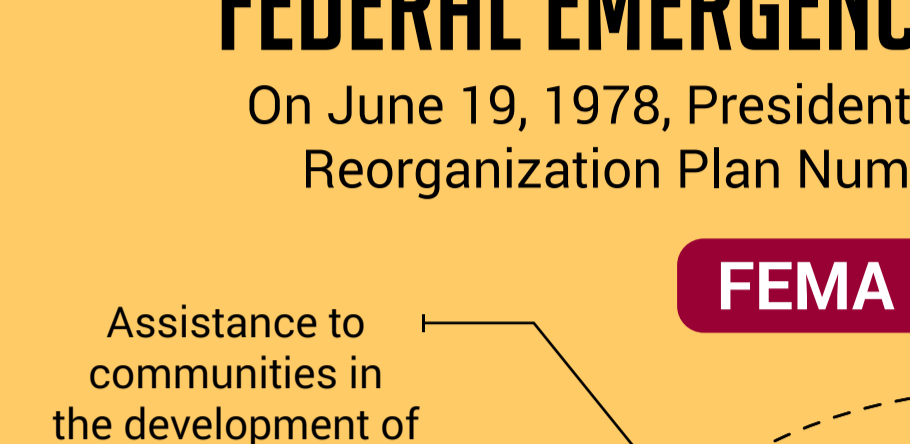 FEDERAL EMERGENC
On June 19, 1978, President
Reorganization Plan Num
FEMA
Assistance to
communities in
the development of